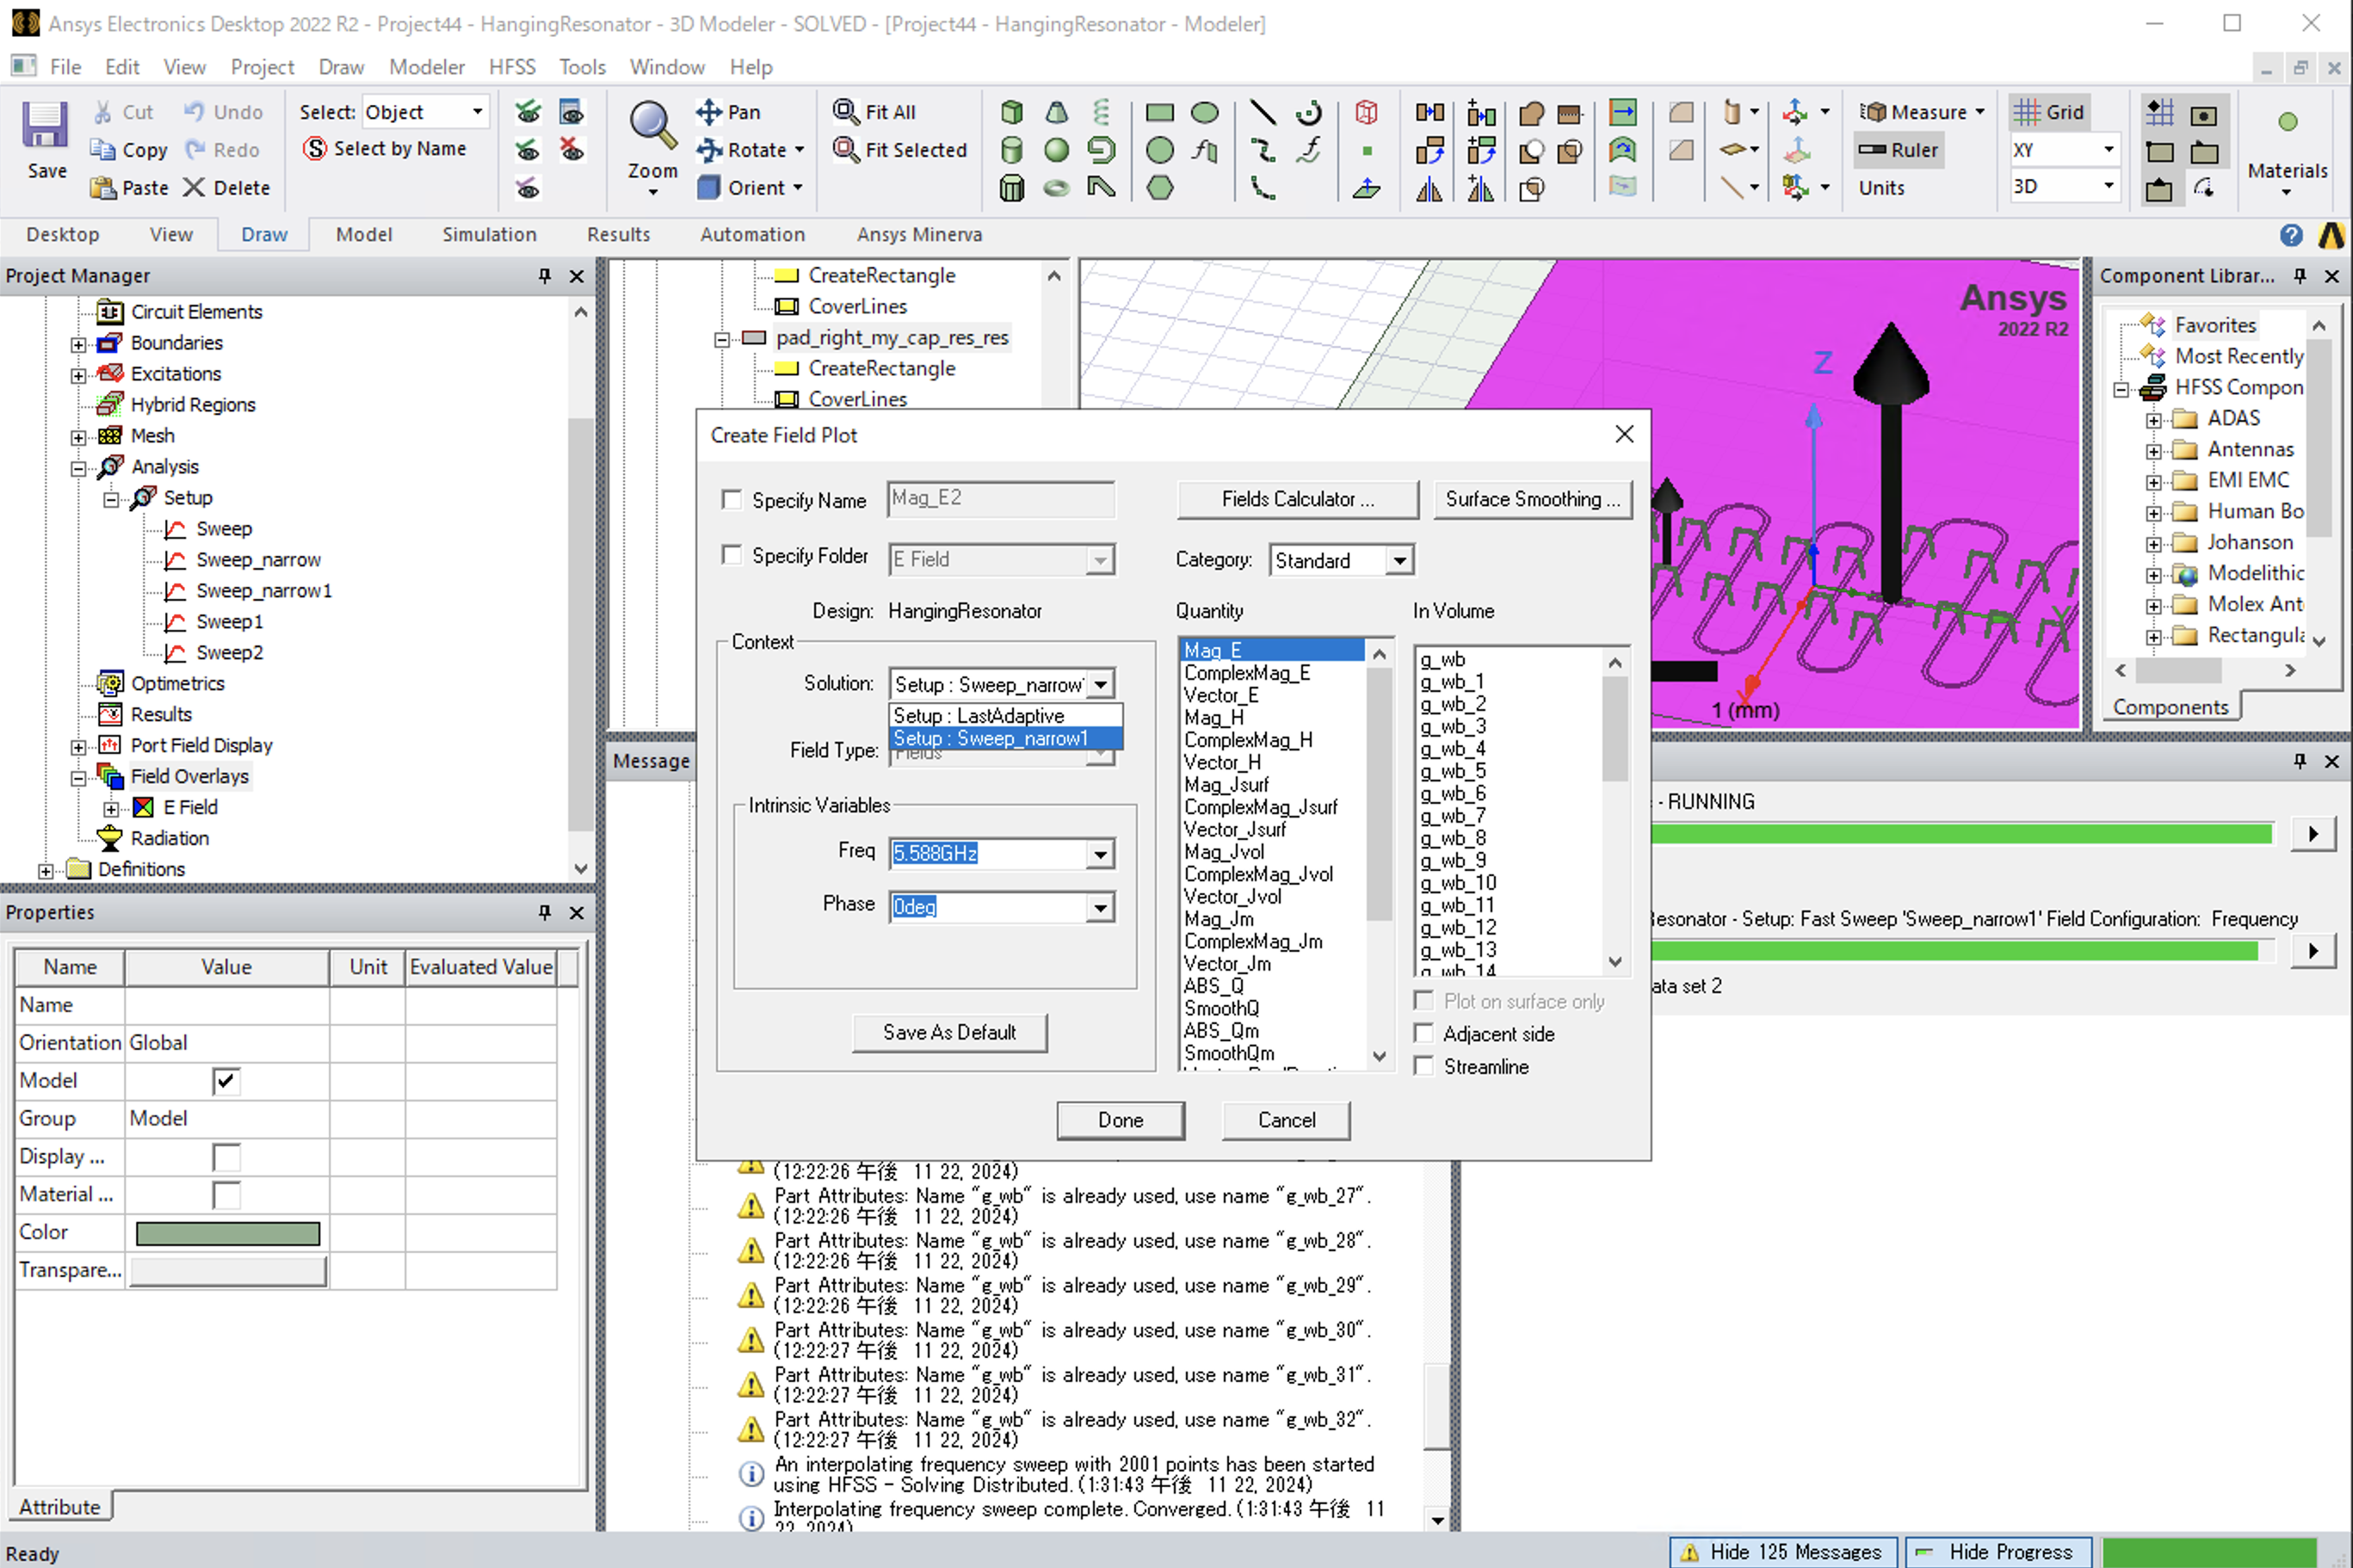 Ansys Electronics Desktop 2022 R2 - Project44 - HangingResonator - 3D Modeler - SOLVED - [Project44 - HangingResonator - Modeler]
File Edit View Project Draw Modeler HFSS Tools Window Help
Save
Cut
Copy
Paste
Undo
Redo
Delete
Select: Object
Select by Name
Zoom
Pan
Rotate
Orient
Fit All
Fit Selected
Measure
Ruler
Units
Grid
XY
3D
Materials
Desktop View Draw Model Simulation Results Automation Ansys Minerva
Project Manager
Circuit Elements
Boundaries
Excitations
Hybrid Regions
Mesh
Analysis
Setup
Sweep
Sweep_narrow
Sweep_narrow1
Sweep1
Sweep2
Optimetrics
Results
Port Field Display
Field Overlays
E Field
Radiation
Definitions
Properties
Name Value Unit Evaluated Value
Name
Orientation Global
Model
Group Model
Display ...
Material ...
Color
Transpare...
Attribute
Ready
CreateRectangle
CoverLines
pad_right_my_cap_res_res
CreateRectangle
CoverLines
Ansys
2022 R2
Z
Y
X
1 (mm)
Component Librar...
Favorites
Most Recently
HFSS Compon
ADAS
Antennas
EMI EMC
Human Bo
Johanson
Modelithic
Molex Ant
Rectangula
Components
Create Field Plot
Specify Name Mag_E2
Specify Folder E Field
Design: HangingResonator
Context
Solution: Setup : Sweep_narrow
Setup : LastAdaptive
Setup : Sweep_narrow1
Field Type: Fields
Intrinsic Variables
Freq 5.588GHz
Phase 0deg
Save As Default
Fields Calculator ...
Surface Smoothing ...
Category: Standard
Quantity
Mag_E
ComplexMag_E
Vector_E
Mag_H
ComplexMag_H
Vector_H
Mag_Jsurf
ComplexMag_Jsurf
Vector_Jsurf
Mag_Jvol
ComplexMag_Jvol
Vector_Jvol
Mag_Jm
ComplexMag_Jm
Vector_Jm
ABS_Q
SmoothQ
ABS_Qm
SmoothQm
In Volume
g_wb
g_wb_1
g_wb_2
g_wb_3
g_wb_4
g_wb_5
g_wb_6
g_wb_7
g_wb_8
g_wb_9
g_wb_10
g_wb_11
g_wb_12
g_wb_13
g_wb_14
Plot on surface only
Adjacent side
Streamline
Done
Cancel
Message
(12:22:26 午後 11 22, 2024)
Part Attributes: Name "g_wb" is already used, use name "g_wb_27".
(12:22:26 午後 11 22, 2024)
Part Attributes: Name "g_wb" is already used, use name "g_wb_28".
(12:22:26 午後 11 22, 2024)
Part Attributes: Name "g_wb" is already used, use name "g_wb_29".
(12:22:26 午後 11 22, 2024)
Part Attributes: Name "g_wb" is already used, use name "g_wb_30".
(12:22:27 午後 11 22, 2024)
Part Attributes: Name "g_wb" is already used, use name "g_wb_31".
(12:22:27 午後 11 22, 2024)
Part Attributes: Name "g_wb" is already used, use name "g_wb_32".
(12:22:27 午後 11 22, 2024)
An interpolating frequency sweep with 2001 points has been started
using HFSS - Solving Distributed. (1:31:43 午後 11 22, 2024)
Interpolating frequency sweep complete. Converged. (1:31:43 午後 11
22, 2024)
- RUNNING
esonator - Setup: Fast Sweep 'Sweep_narrow1' Field Configuration: Frequency
ata set 2
Hide 125 Messages
Hide Progress